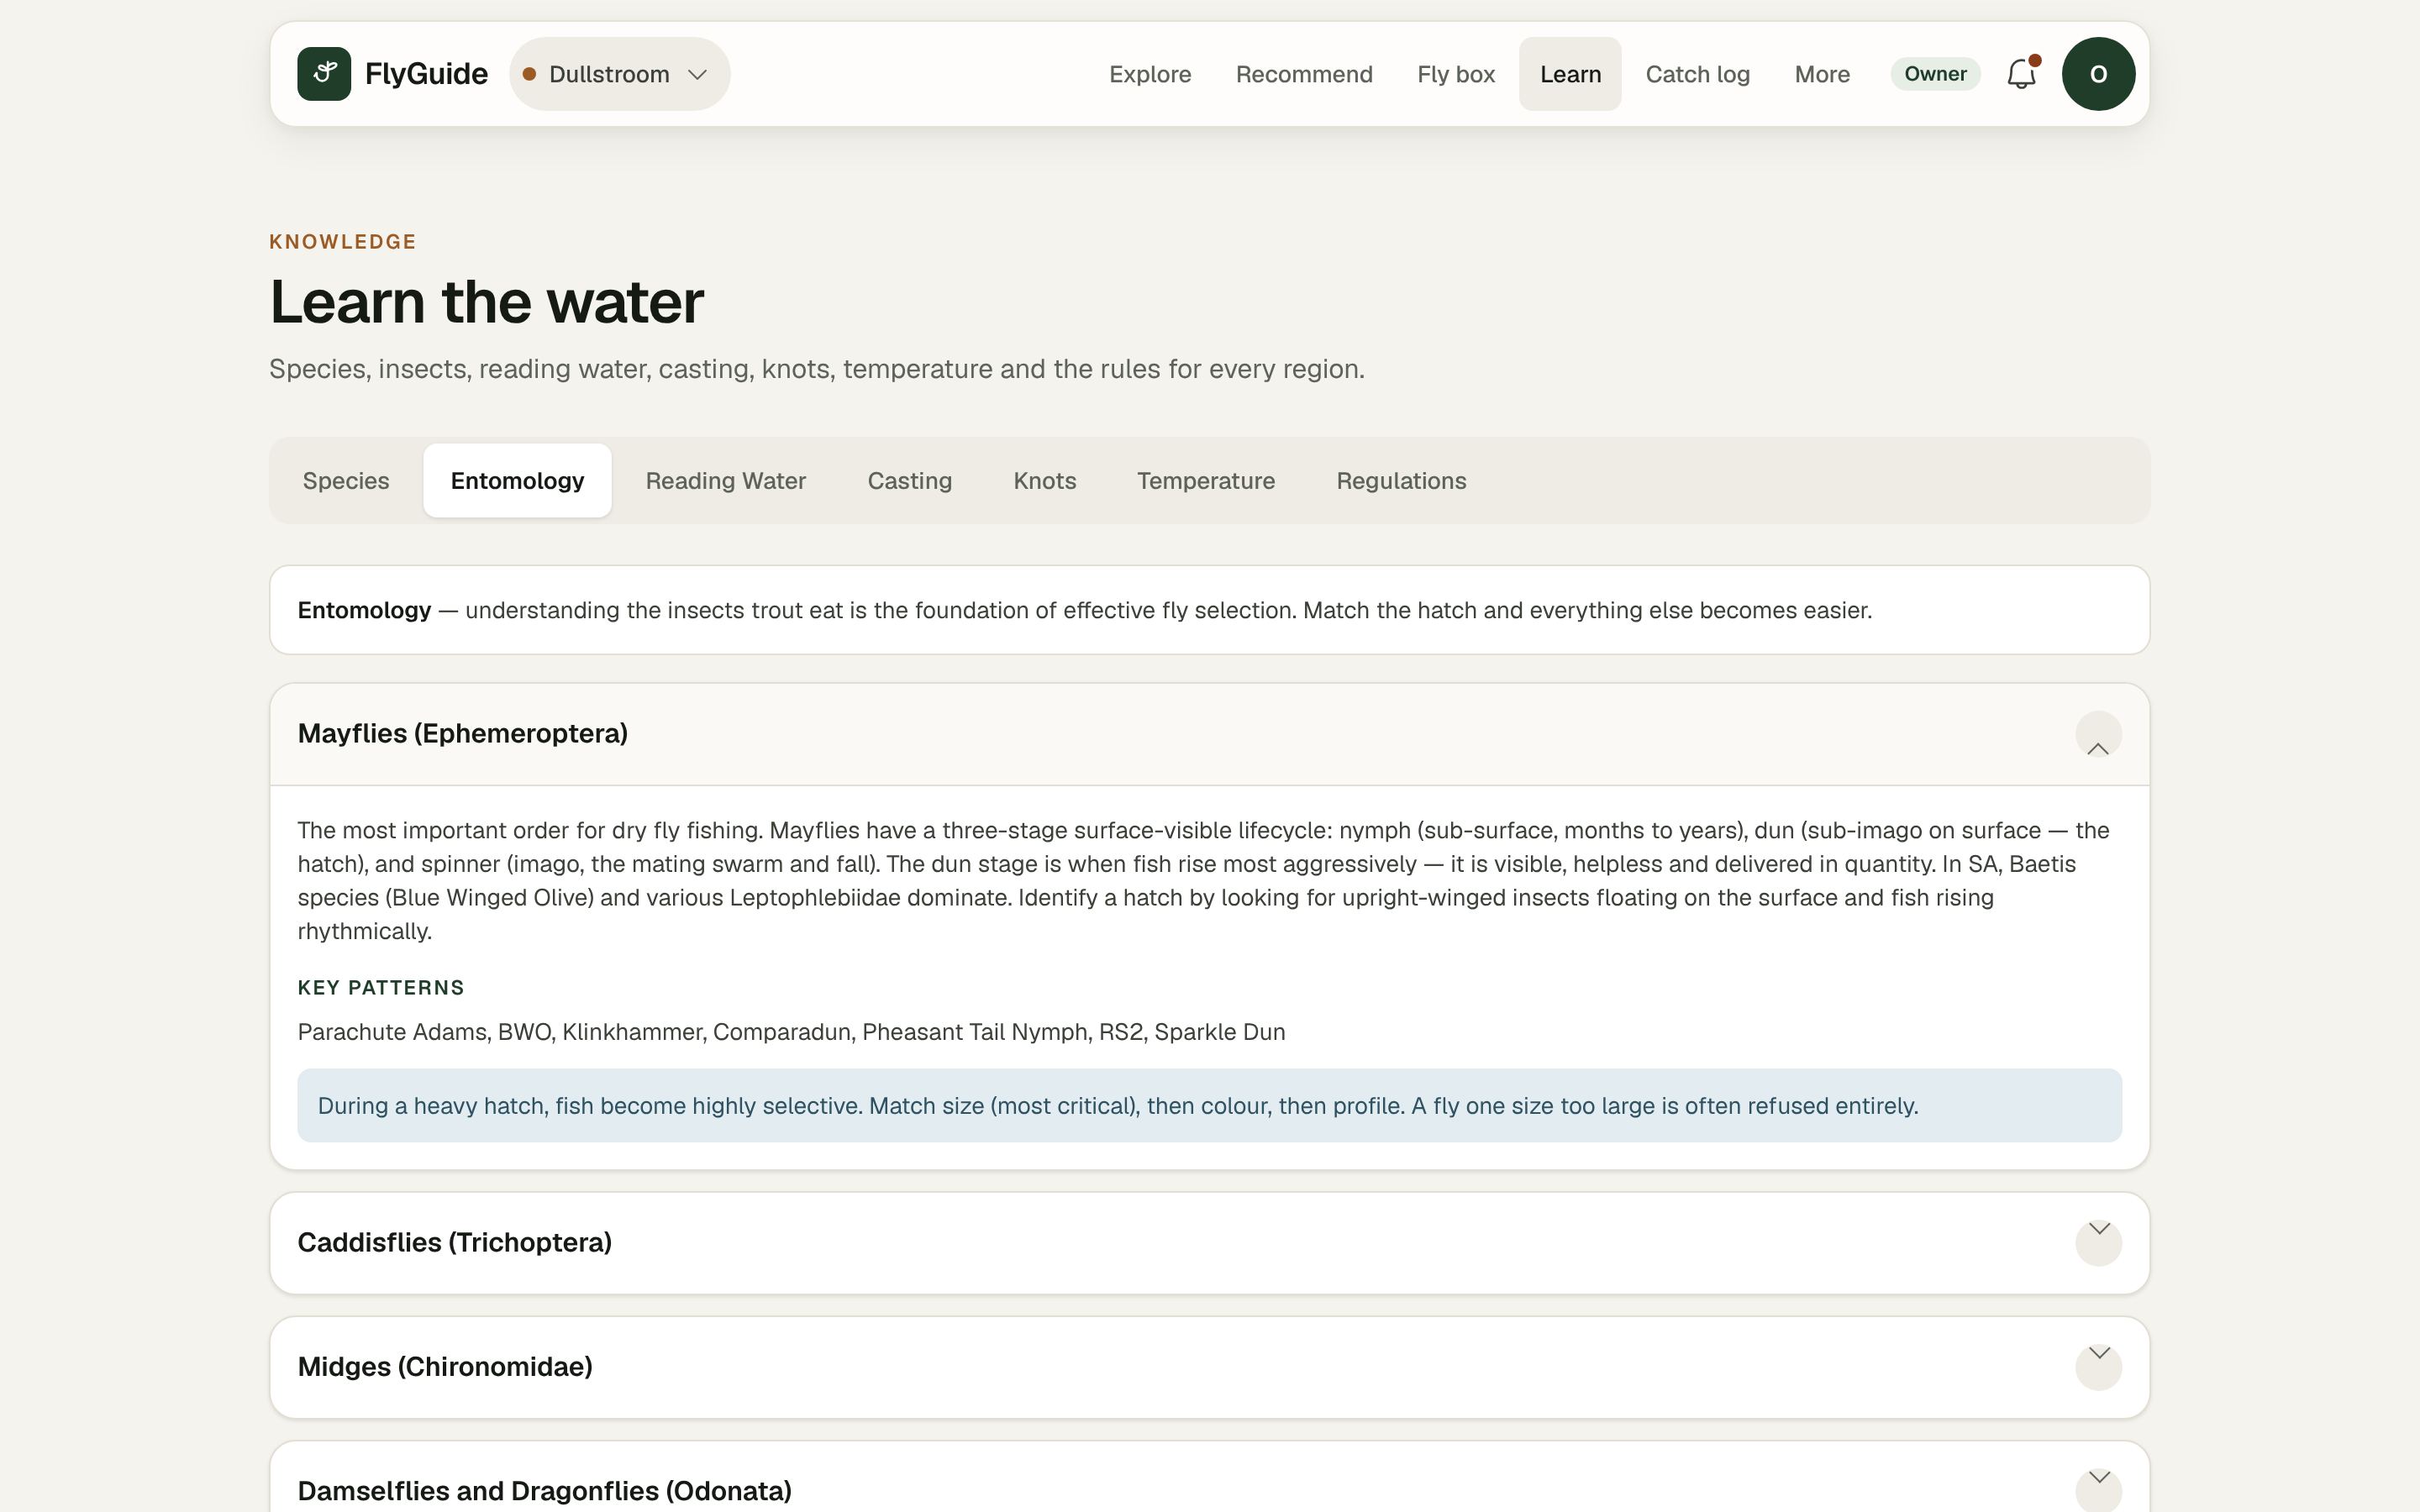 FlyGuide
Dullstroom
Explore
Recommend
Fly box
Learn
Catch log
More
Owner
O
KNOWLEDGE
Learn the water
Species, insects, reading water, casting, knots, temperature and the rules for every region.
Species
Entomology
Reading Water
Casting
Knots
Temperature
Regulations
Entomology — understanding the insects trout eat is the foundation of effective fly selection. Match the hatch and everything else becomes easier.
Mayflies (Ephemeroptera)
The most important order for dry fly fishing. Mayflies have a three-stage surface-visible lifecycle: nymph (sub-surface, months to years), dun (sub-imago on surface — the
hatch), and spinner (imago, the mating swarm and fall). The dun stage is when fish rise most aggressively — it is visible, helpless and delivered in quantity. In SA, Baetis
species (Blue Winged Olive) and various Leptophlebiidae dominate. Identify a hatch by looking for upright-winged insects floating on the surface and fish rising
rhythmically.
KEY PATTERNS
Parachute Adams, BWO, Klinkhammer, Comparadun, Pheasant Tail Nymph, RS2, Sparkle Dun
During a heavy hatch, fish become highly selective. Match size (most critical), then colour, then profile. A fly one size too large is often refused entirely.
Caddisflies (Trichoptera)
Midges (Chironomidae)
Damselflies and Dragonflies (Odonata)